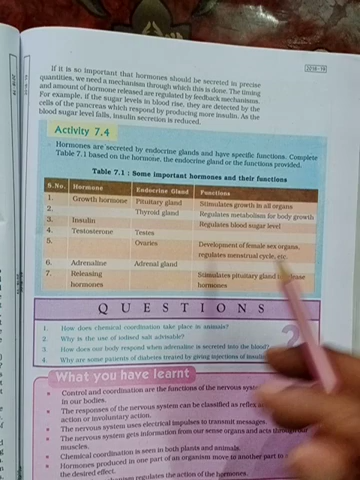 2018-19
If it is so important that hormones should be secreted in precise
quantities, we need a mechanism through which this is done. The timing
and amount of hormone released are regulated by feedback mechanisms.
For example, if the sugar levels in blood rise, they are detected by the
cells of the pancreas which respond by producing more insulin. As the
blood sugar level falls, insulin secretion is reduced.
Activity 7.4
Hormones are secreted by endocrine glands and have specific functions. Complete
Table 7.1 based on the hormone, the endocrine gland or the functions provided.
Table 7.1 : Some important hormones and their functions
S.No. Hormone Endocrine Gland Functions
1. Growth hormone Pituitary gland Stimulates growth in all organs
2. Thyroid gland Regulates metabolism for body growth
3. Insulin Regulates blood sugar level
4. Testosterone Testes
5. Ovaries Development of female sex organs,
regulates menstrual cycle, etc.
6. Adrenaline Adrenal gland
7. Releasing Stimulates pituitary gland to release
hormones hormones
QUESTIONS
1. How does chemical coordination take place in animals?
2. Why is the use of iodised salt advisable?
3. How does our body respond when adrenaline is secreted into the blood?
4. Why are some patients of diabetes treated by giving injections of insulin
What you have learnt
Control and coordination are the functions of the nervous
in our bodies.
The responses of the nervous system can be classified as reflex
action or involuntary action.
The nervous system uses electrical impulses to transmit messages.
The nervous system gets information from our sense organs and acts through our
muscles.
Chemical coordination is seen in both plants and animals.
Hormones produced in one part of an organism move to another part to
the desired effect.
regulates the action of the hormones.